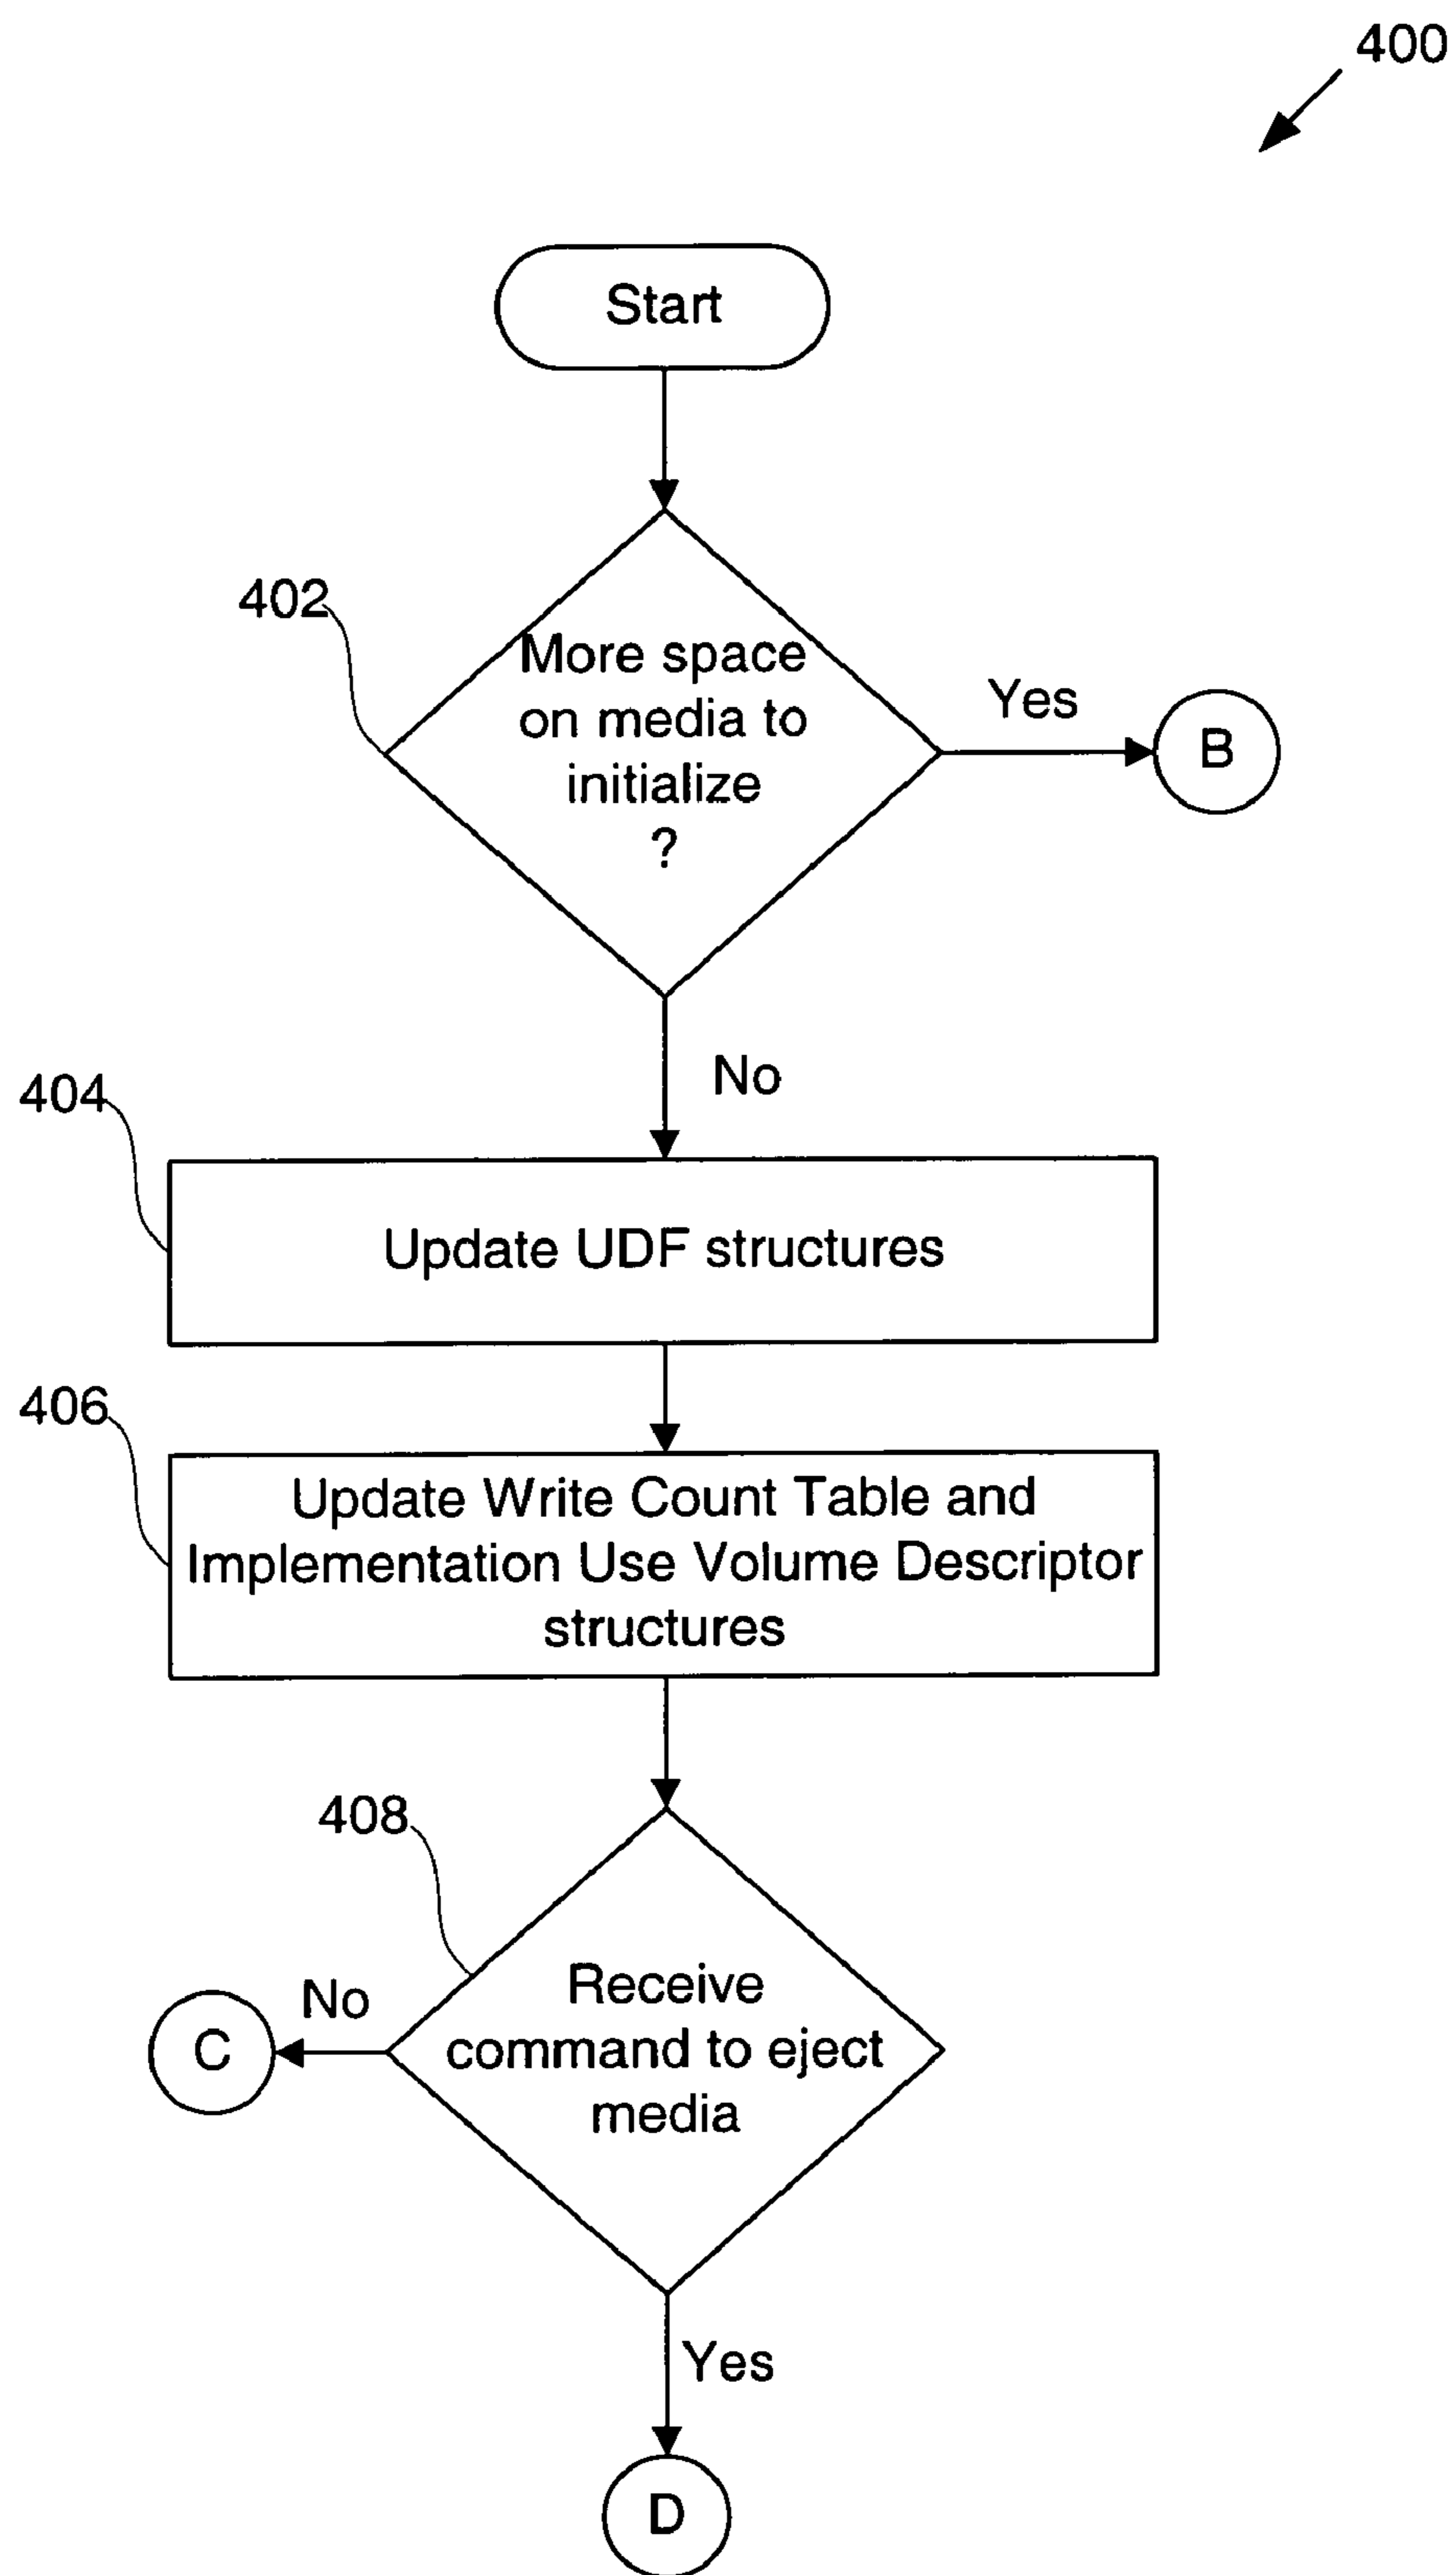 400
Start
402
More space
on media to
initialize
?
Yes
B
No
404
Update UDF structures
406
Update Write Count Table and
Implementation Use Volume Descriptor
structures
408
Receive
command to eject
media
No
C
Yes
D